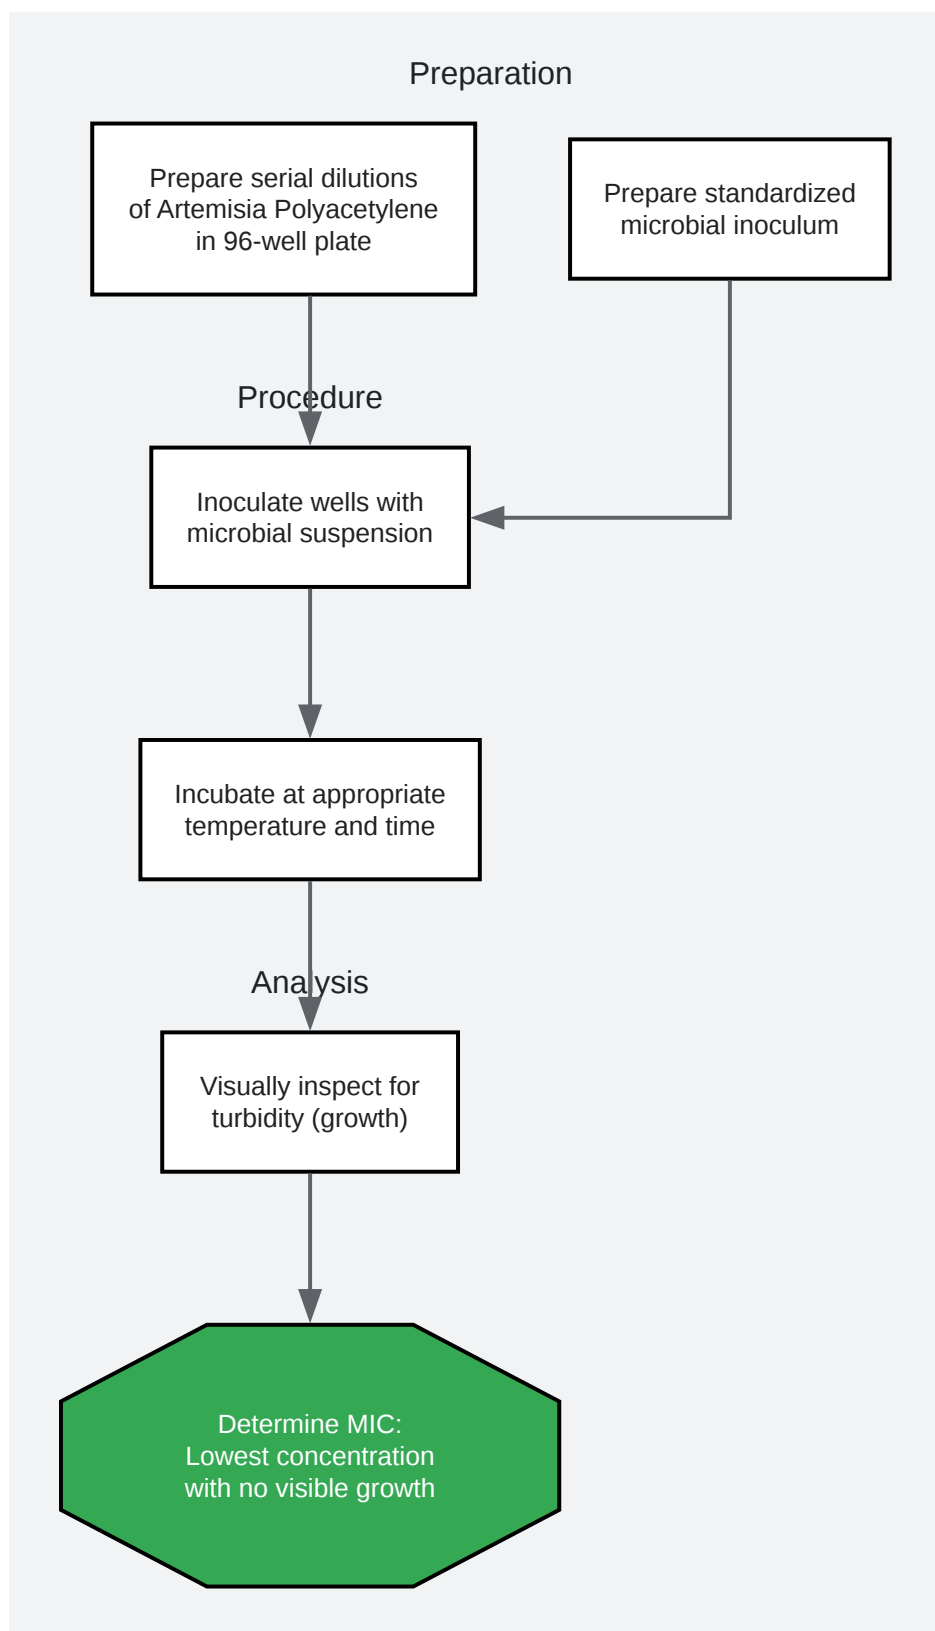 Preparation
Prepare serial dilutions
of Artemisia Polyacetylene
in 96-well plate
Prepare standardized
microbial inoculum
Procedure
Inoculate wells with
microbial suspension
Incubate at appropriate
temperature and time
Analysis
Visually inspect for
turbidity (growth)
Determine MIC:
Lowest concentration
with no visible growth